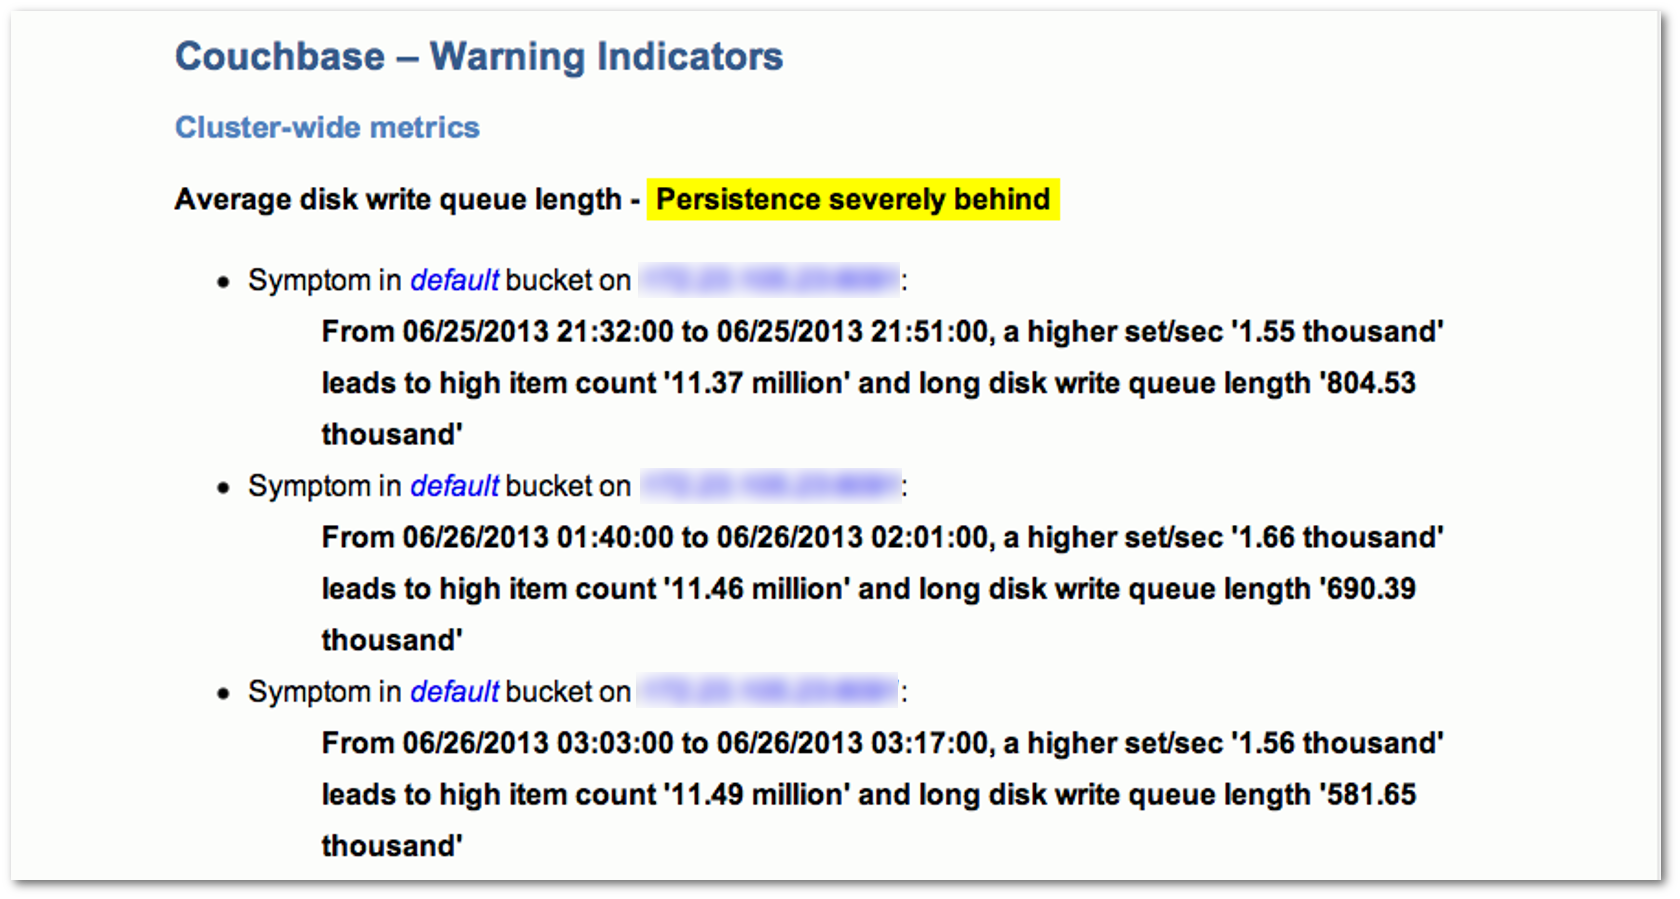 Couchbase – Warning Indicators
Cluster-wide metrics
Average disk write queue length - Persistence severely behind
• Symptom in default bucket on :
From 06/25/2013 21:32:00 to 06/25/2013 21:51:00, a higher set/sec '1.55 thousand'
leads to high item count '11.37 million' and long disk write queue length '804.53
thousand'
• Symptom in default bucket on :
From 06/26/2013 01:40:00 to 06/26/2013 02:01:00, a higher set/sec '1.66 thousand'
leads to high item count '11.46 million' and long disk write queue length '690.39
thousand'
• Symptom in default bucket on :
From 06/26/2013 03:03:00 to 06/26/2013 03:17:00, a higher set/sec '1.56 thousand'
leads to high item count '11.49 million' and long disk write queue length '581.65
thousand'